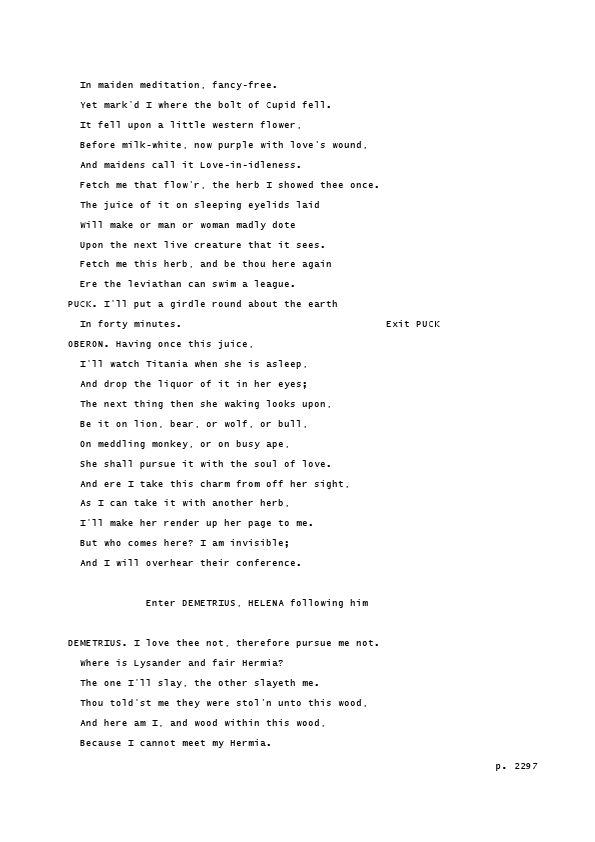 In maiden meditation, fancy-free.
Yet mark'd I where the bolt of Cupid fell.
It fell upon a little western flower,
Before milk-white, now purple with love's wound,
And maidens call it Love-in-idleness.
Fetch me that flow'r, the herb I showed thee once.
The juice of it on sleeping eyelids laid
Will make or man or woman madly dote
Upon the next live creature that it sees.
Fetch me this herb, and be thou here again
Ere the leviathan can swim a league.
PUCK. I'll put a girdle round about the earth
In forty minutes. Exit PUCK
OBERON. Having once this juice,
I'll watch Titania when she is asleep,
And drop the liquor of it in her eyes;
The next thing then she waking looks upon,
Be it on lion, bear, or wolf, or bull,
On meddling monkey, or on busy ape,
She shall pursue it with the soul of love.
And ere I take this charm from off her sight,
As I can take it with another herb,
I'll make her render up her page to me.
But who comes here? I am invisible;
And I will overhear their conference.
Enter DEMETRIUS, HELENA following him
DEMETRIUS. I love thee not, therefore pursue me not.
Where is Lysander and fair Hermia?
The one I'll slay, the other slayeth me.
Thou told'st me they were stol'n unto this wood,
And here am I, and wood within this wood,
Because I cannot meet my Hermia.
p. 2297